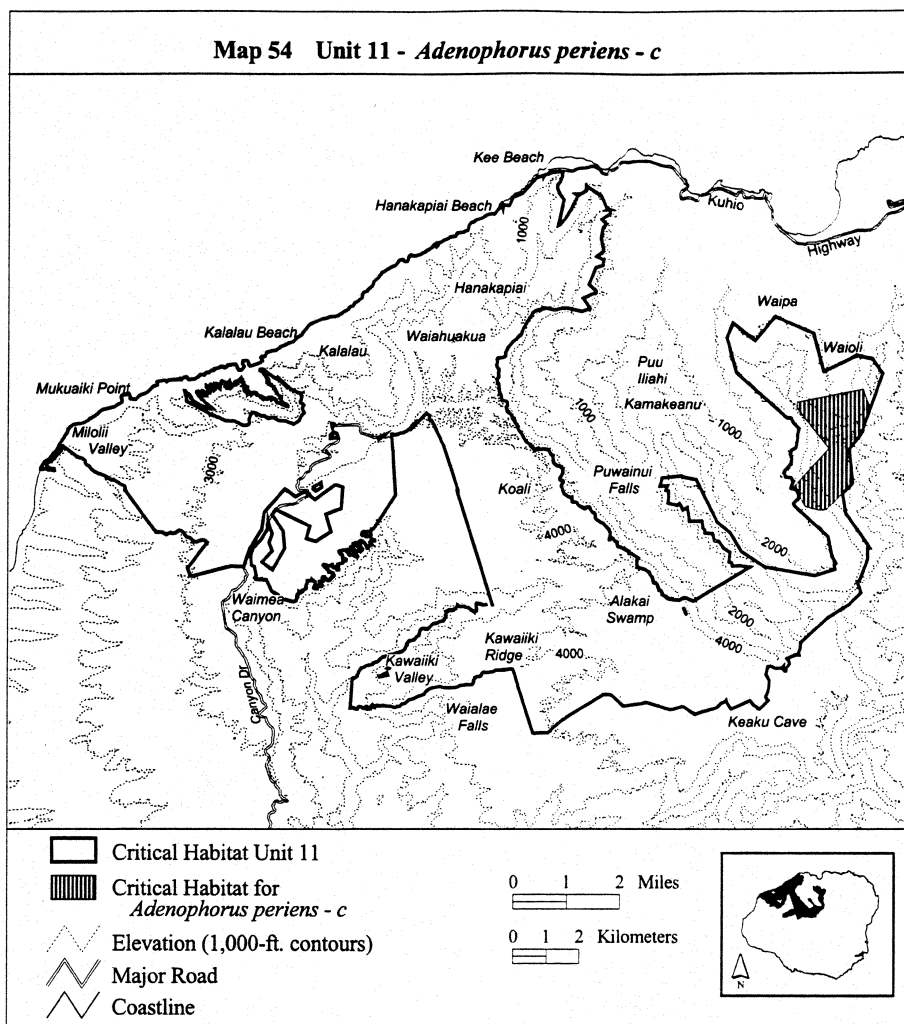 Map 54 Unit 11 - Adenophorus periens - c
Kee Beach
Hanakapiai Beach
Kuhio
Highway
1000
Hanakapiai
Waipa
Kalalau Beach
Waiahuakua
Kalalau
Waioli
Puu
Iliahi
Mukuaiki Point
Kamakeanu
1000
1000
Milolii
Valley
3000
Puwainui
Falls
Koali
4000
2000
Waimea
Canyon
Alakai
Swamp
2000
4000
Kawaiiki
Ridge
4000
Kawaiiki
Valley
Canyon Dr
Waialae
Falls
Keaku Cave
Critical Habitat Unit 11
Critical Habitat for
Adenophorus periens - c
Elevation (1,000-ft. contours)
Major Road
Coastline
0 1 2 Miles
0 1 2 Kilometers
N